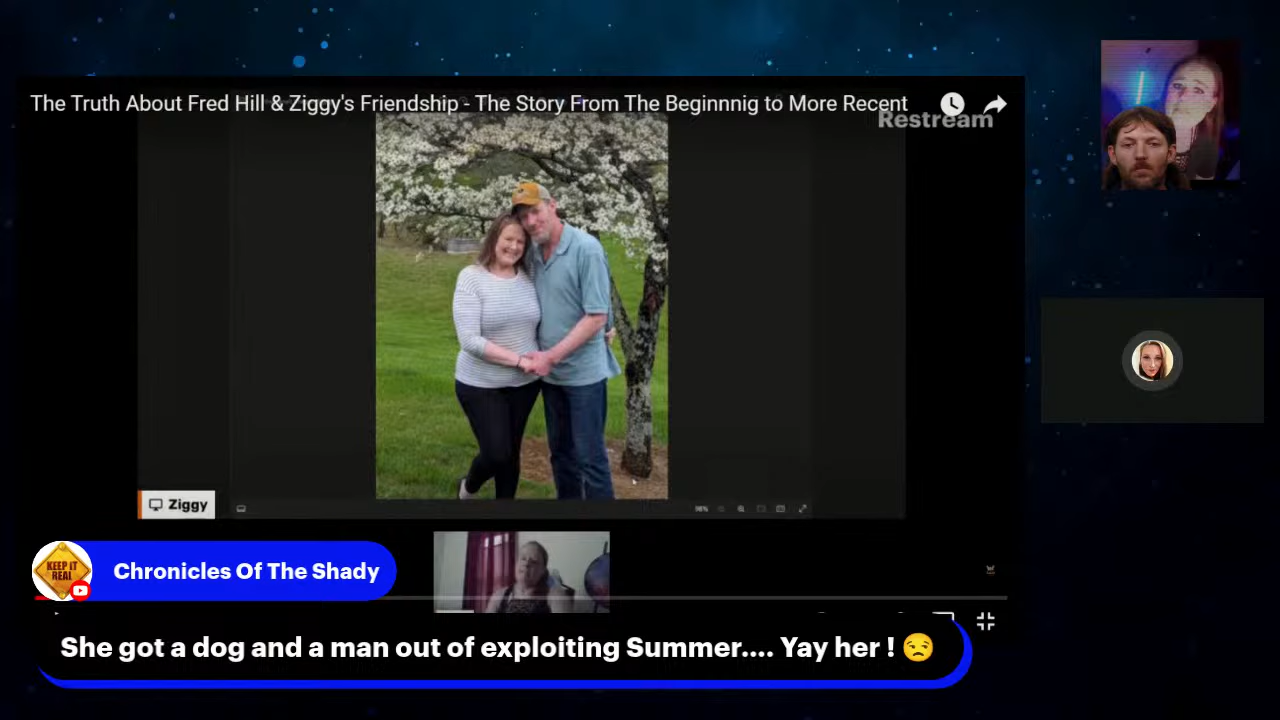 The Truth About Fred Hill & Ziggy's Friendship - The Story From The Beginnnig to More Recent
Restream
Ziggy
98%
KEEP IT
REAL
Chronicles Of The Shady
She got a dog and a man out of exploiting Summer.... Yay her ! 😒